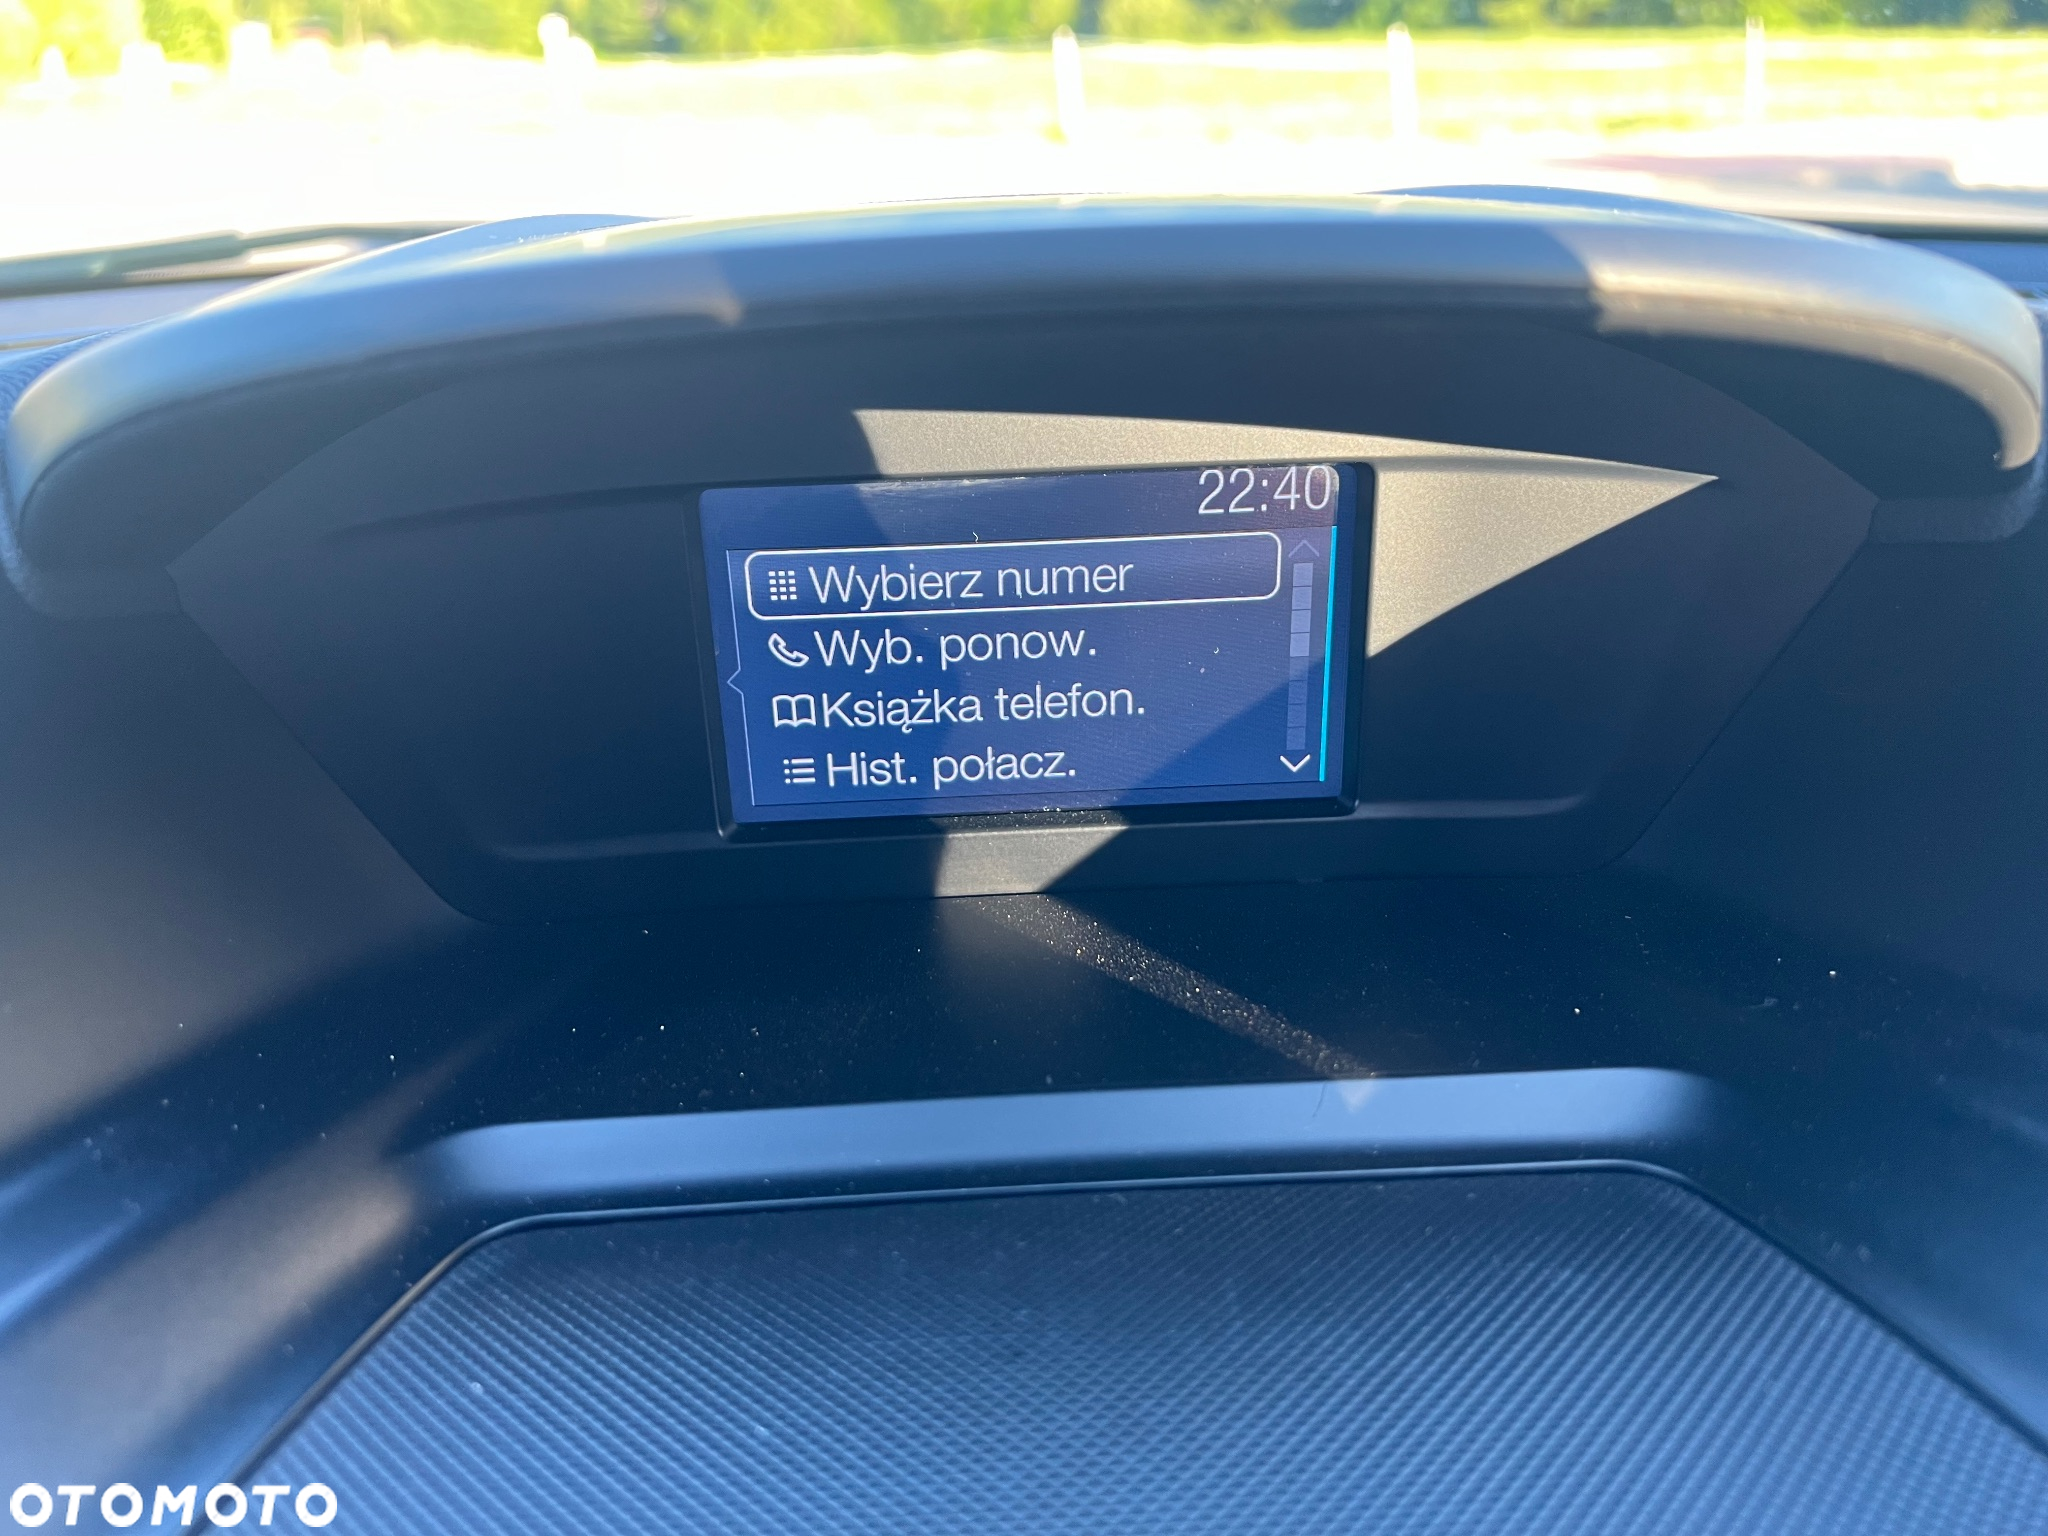 22:40
Wybierz numer
Wyb. ponow.
Książka telefon.
Hist. połacz.
OTOMOTO